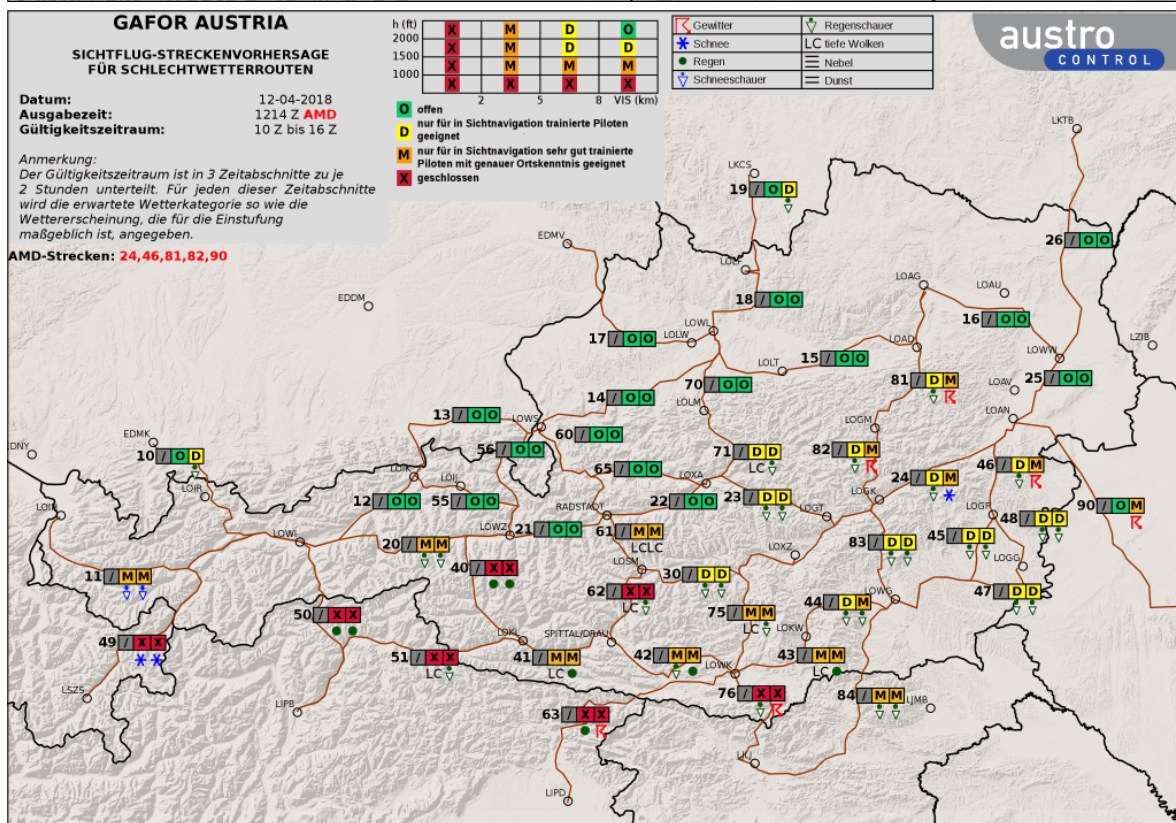 GAFOR AUSTRIA
SICHTFLUG-STRECKENVORHERSAGE
FÜR SCHLECHTWETTERROUTEN
Datum: 12-04-2018
Ausgabezeit: 1214 Z AMD
Gültigkeitszeitraum: 10 Z bis 16 Z
Anmerkung:
Der Gültigkeitszeitraum ist in 3 Zeitabschnitte zu je
2 Stunden unterteilt. Für jeden dieser Zeitabschnitte
wird die erwartete Wetterkategorie so wie die
Wettererscheinung, die für die Einstufung
maßgeblich ist, angegeben.
AMD-Strecken: 24,46,81,82,90
h (ft)
X M D O
2000
X M D D
1000
X M M M
X X X X
2 5 8 VIS (km)
O offen
D nur für in Sichtnavigation trainierte Piloten
geeignet
M nur für in Sichtnavigation sehr gut trainierte
Piloten mit genauer Ortskenntnis geeignet
X geschlossen
Gewitter Regenschauer
Schnee LC tiefe Wolken
Regen Nebel
Schneeschauer Dunst
austro
CONTROL
LKTB
LKCS
19 / O D
EDMV
26 / O O
LOLF
EDDM
LOAG
LOAU
18 / O O
16 / O O
LOWL
17 / O O
LOLW
LOAD
LZIB
LOWW
15 / O O
LOLT
81 / D M
25 / O O
70 / O O
LOAV
14 / O O
LOLM
13 / O O
LOWS
LOGM
LOAN
60 / O O
EDMK
EDNY
56 / O O
71 / D D
LC
82 / D M
10 / O D
46 / D M
65 / O O
LOIJ
LOXA
24 / D M
LOIR
12 / O O
55 / O O
22 / O O
23 / D D
LOGK
90 / O M
LOIH
RADSTADT
LOGT
LOGF
48 / D D
21 / O O
61 / M M
LCLC
LOWI
LOWZ
20 / M M
83 / D D
45 / D D
LOXZ
LOGG
40 / X X
LOSM
11 / M M
30 / D D
62 / X X
LC
47 / D D
LOWG
44 / D M
50 / X X
75 / M M
LC
49 / X X
LOKL
SPITTAL/DRAU
LOKW
51 / X X
LC
41 / M M
LC
42 / M M
43 / M M
LC
LOWK
LSZS
76 / X X
84 / M M
LIPB
63 / X X
LJMB
LJLJ
LIPD